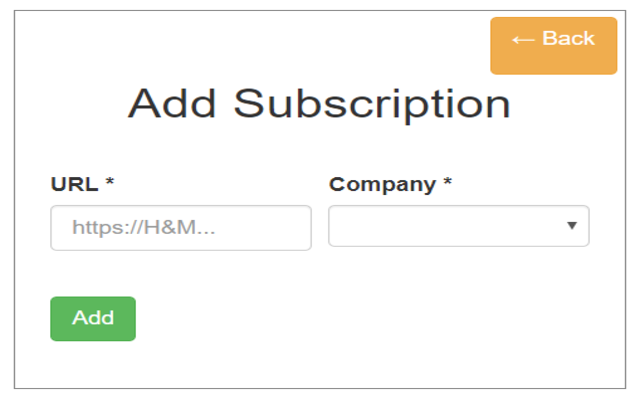 ← Back
Add Subscription
URL * Company *
https://H&M...
Add